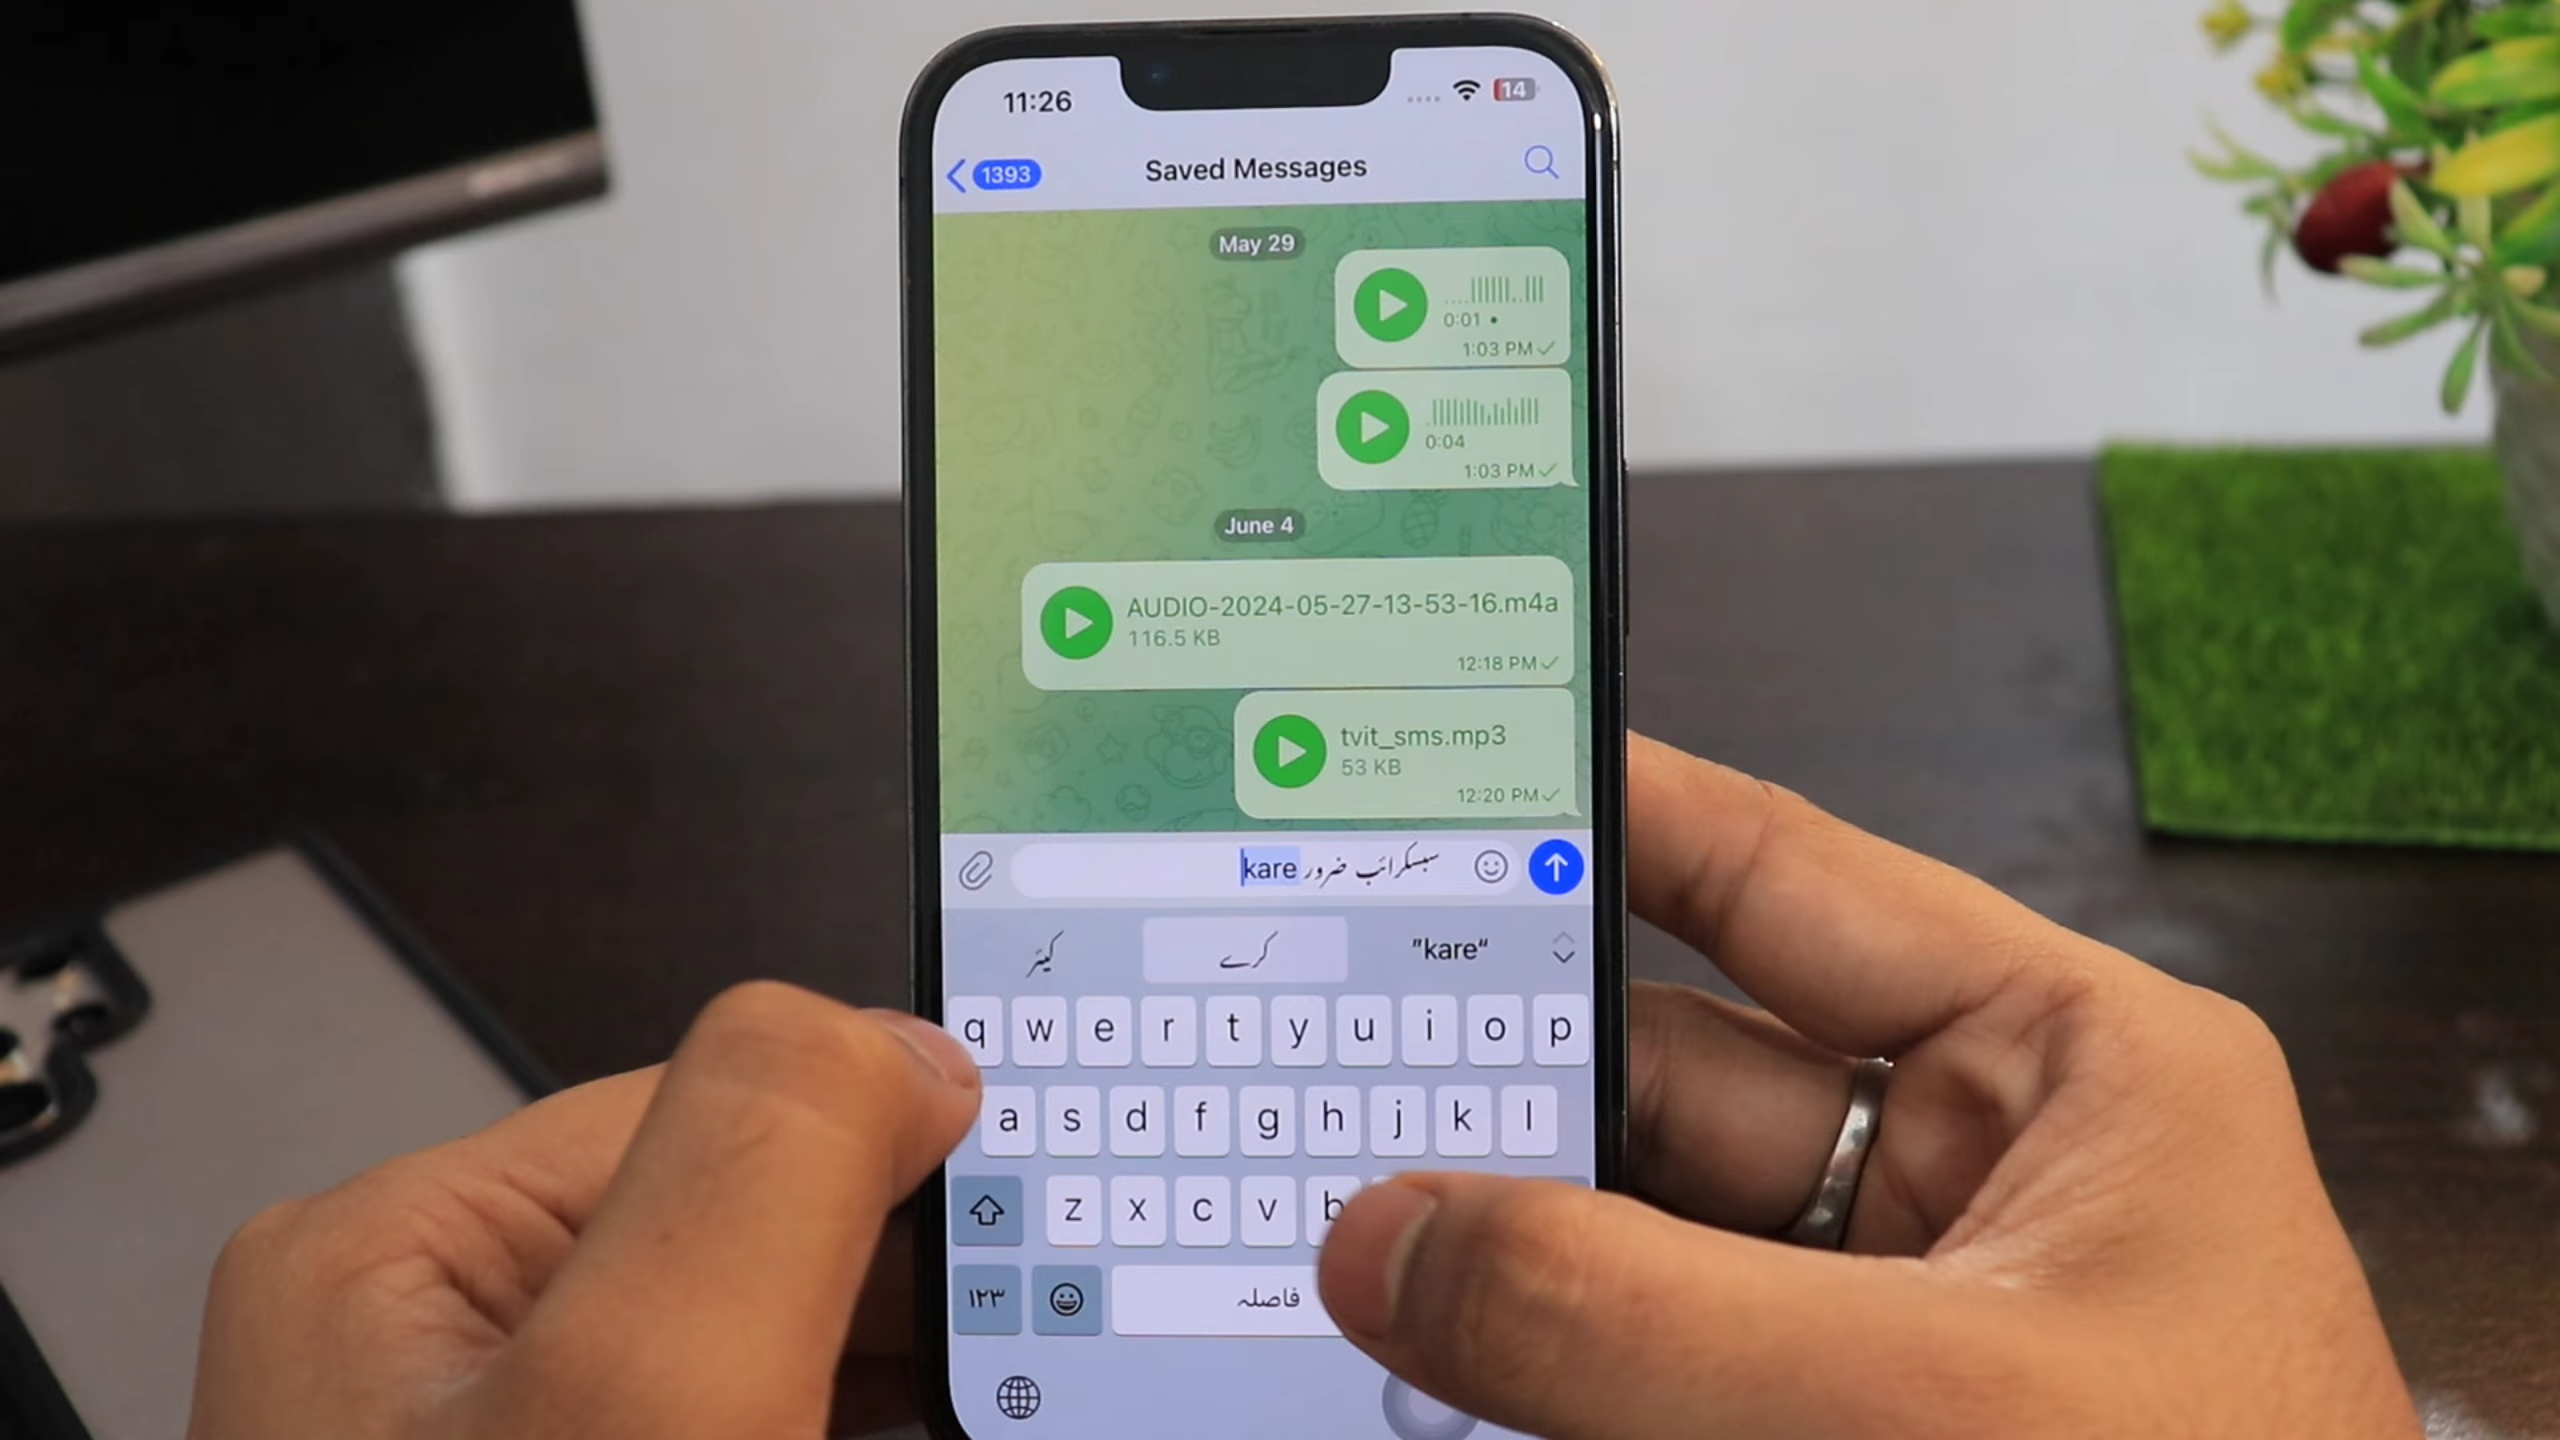 11:26
14
1393
Saved Messages
May 29
0:01
1:03 PM
0:04
1:03 PM
June 4
AUDIO-2024-05-27-13-53-16.m4a
116.5 KB
12:18 PM
tvit_sms.mp3
53 KB
12:20 PM
سبسکرائب ضرور kare
کیئر کرے "kare"
q w e r t y u i o p
a s d f g h j k l
z x c v b
۱۲۳ فاصلہ